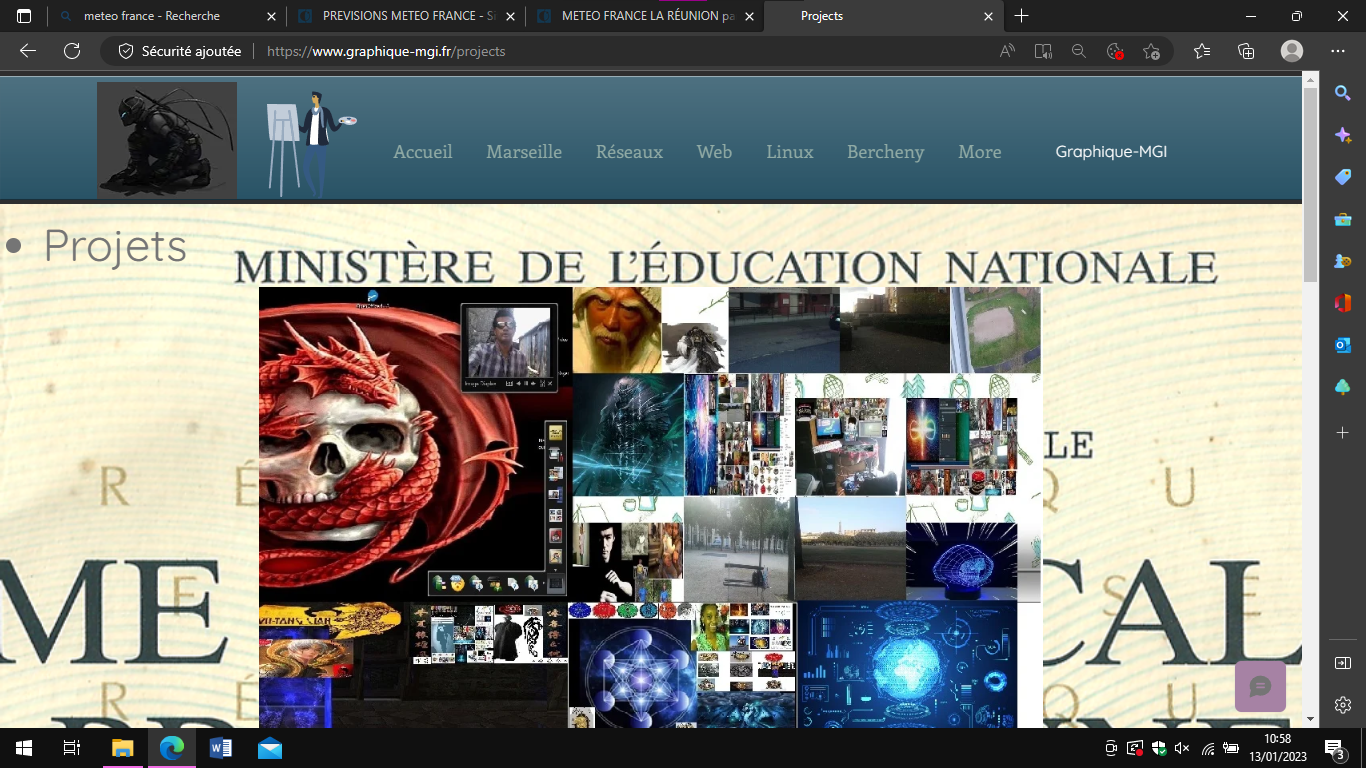 meteo france - Recherche
PREVISIONS METEO FRANCE - Si
METEO FRANCE LA RÉUNION pa
Projects
Sécurité ajoutée
https://www.graphique-mgi.fr/projects
Accueil Marseille Réseaux Web Linux Bercheny More Graphique-MGI
Projets
MINISTÈRE DE L'ÉDUCATION NATIONALE
LE
R É Q U
E S E
ME CAL
R É Q U
10:58
13/01/2023
3